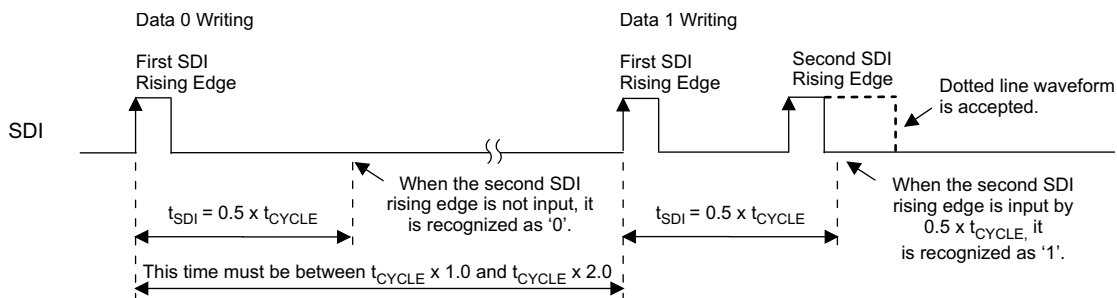 Data 0 Writing
Data 1 Writing
First SDI
Rising Edge
First SDI
Rising Edge
Second SDI
Rising Edge
Dotted line waveform
is accepted.
SDI
When the second SDI
rising edge is not input, it
is recognized as ‘0’.
When the second SDI
rising edge is input by
0.5 x tCYCLE, it
is recognized as ‘1’.
tSDI = 0.5 x tCYCLE
tSDI = 0.5 x tCYCLE
This time must be between tCYCLE x 1.0 and tCYCLE x 2.0